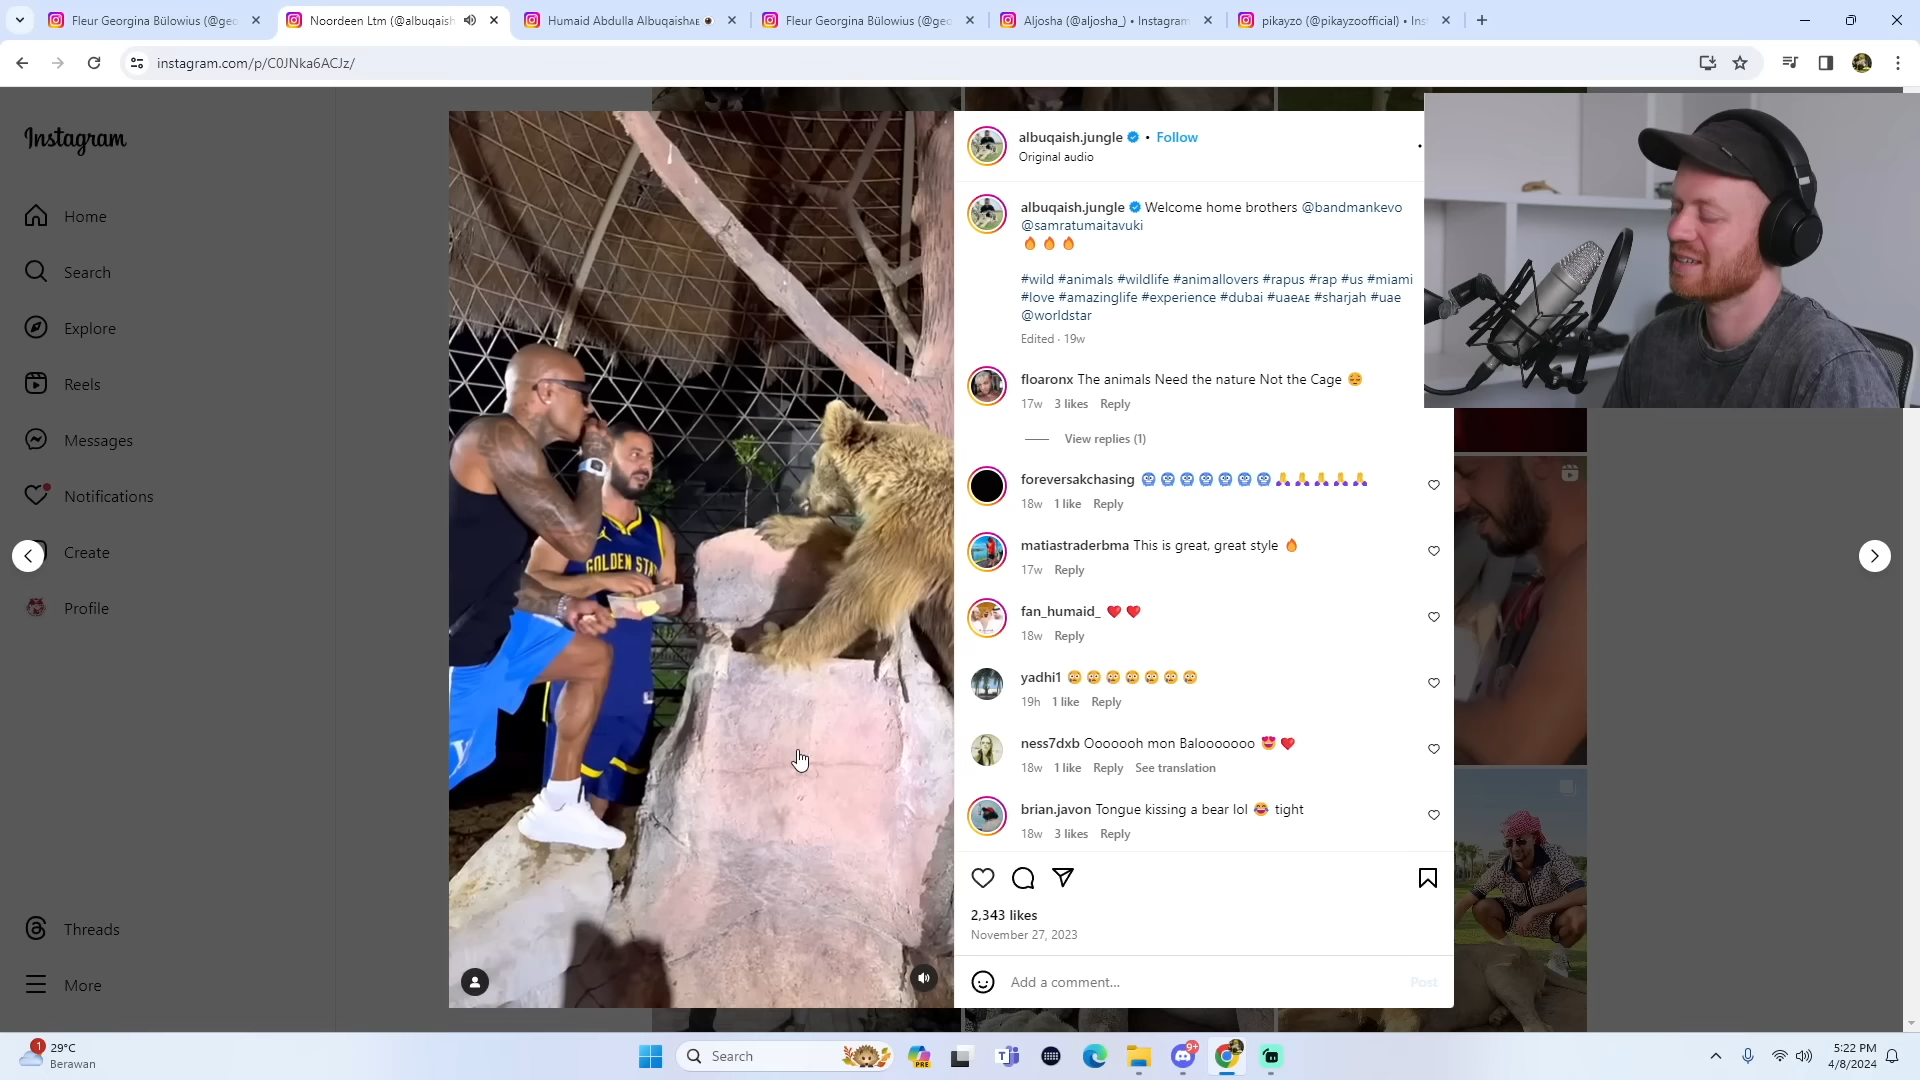 Fleur Georgina Bülowius (@geo
Noordeen Ltm (@albuqaish
Humaid Abdulla Albuqaishᴀᴇ
Fleur Georgina Bülowius (@geo
Aljosha (@aljosha_) • Instagram
pikayzo (@pikayzoofficial) • Ins
instagram.com/p/C0JNka6ACJz/
Instagram
Home
Search
Explore
Reels
Messages
Notifications
Create
Profile
Threads
More
GOLDEN STA
albuqaish.jungle • Follow
Original audio
albuqaish.jungle Welcome home brothers @bandmankevo
@samratumaitavuki
🔥 🔥 🔥
#wild #animals #wildlife #animallovers #rapus #rap #us #miami
#love #amazinglife #experience #dubai #uaeᴀᴇ #sharjah #uae
@worldstar
Edited · 19w
floaronx The animals Need the nature Not the Cage 😔
17w 3 likes Reply
View replies (1)
foreversakchasing 🥶🥶🥶🥶🥶🥶🥶🙏🙏🙏🙏🙏
18w 1 like Reply
matiastraderbma This is great, great style 🔥
17w Reply
fan_humaid_ ❤️ ❤️
18w Reply
yadhi1 😳😳😳😳😳😳😳
19h 1 like Reply
ness7dxb Ooooooh mon Balooooooo 😍 ❤️
18w 1 like Reply See translation
brian.javon Tongue kissing a bear lol 😂 tight
18w 3 likes Reply
2,343 likes
November 27, 2023
Add a comment...
Post
1
29°C
Berawan
Search
PRE
9+
5:22 PM
4/8/2024